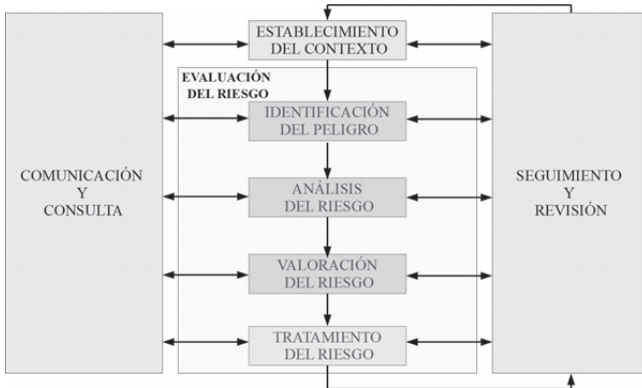 ESTABLECIMIENTO
DEL CONTEXTO
EVALUACIÓN
DEL RIESGO
IDENTIFICACIÓN
DEL PELIGRO
COMUNICACIÓN
Y
CONSULTA
ANÁLISIS
DEL RIESGO
SEGUIMIENTO
Y
REVISIÓN
VALORACIÓN
DEL RIESGO
TRATAMIENTO
DEL RIESGO